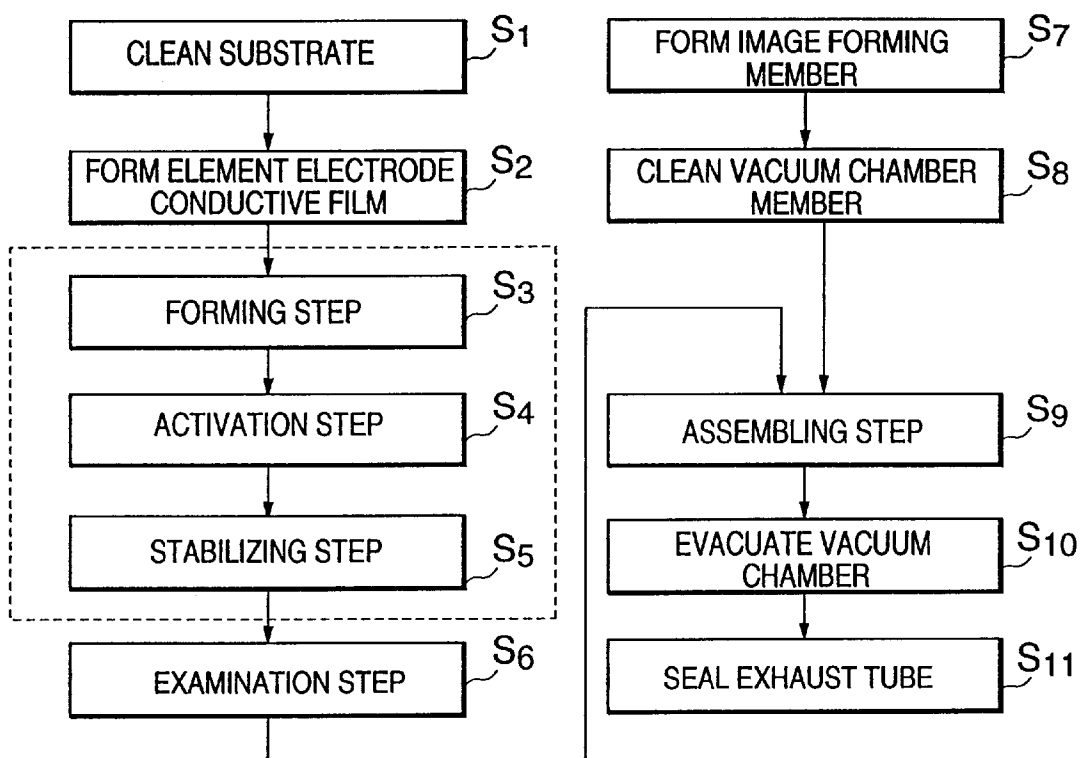 CLEAN SUBSTRATE
S1
FORM ELEMENT ELECTRODE
CONDUCTIVE FILM
S2
FORMING STEP
S3
ACTIVATION STEP
S4
STABILIZING STEP
S5
EXAMINATION STEP
S6
FORM IMAGE FORMING
MEMBER
S7
CLEAN VACUUM CHAMBER
MEMBER
S8
ASSEMBLING STEP
S9
EVACUATE VACUUM
CHAMBER
S10
SEAL EXHAUST TUBE
S11